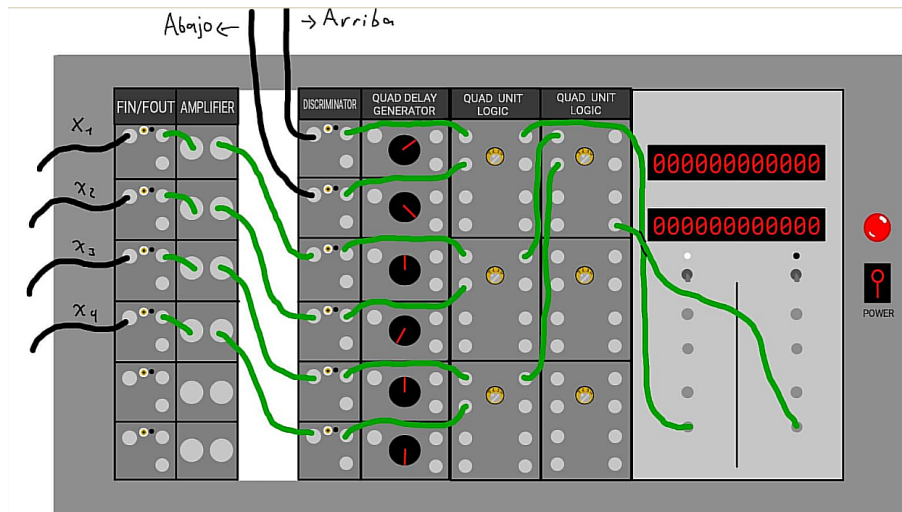 Abajo ← → Arriba
FIN/FOUT AMPLIFIER DISCRIMINATOR QUAD DELAY GENERATOR QUAD UNIT LOGIC QUAD UNIT LOGIC
X₁
X₂
X₃
X₄
000000000000
000000000000
POWER